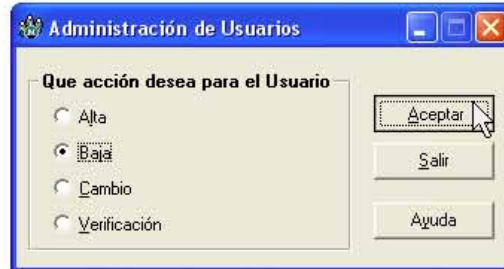 Administración de Usuarios
Que acción desea para el Usuario
Alta
Baja
Cambio
Verificación
Aceptar
Salir
Ayuda